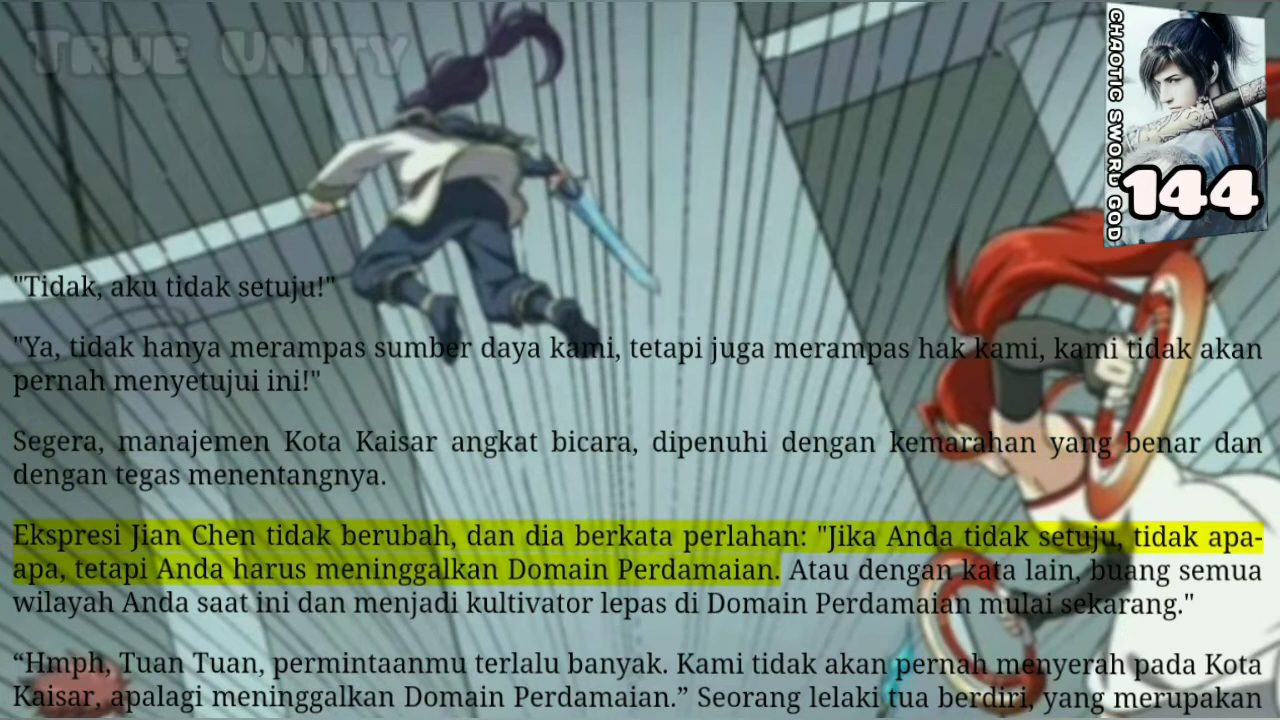 TRUE UNITY
CHAOTIC SWORD GOD
144
"Tidak, aku tidak setuju!"
"Ya, tidak hanya merampas sumber daya kami, tetapi juga merampas hak kami, kami tidak akan
pernah menyetujui ini!"
Segera, manajemen Kota Kaisar angkat bicara, dipenuhi dengan kemarahan yang benar dan
dengan tegas menentangnya.
Ekspresi Jian Chen tidak berubah, dan dia berkata perlahan: "Jika Anda tidak setuju, tidak apa-
apa, tetapi Anda harus meninggalkan Domain Perdamaian. Atau dengan kata lain, buang semua
wilayah Anda saat ini dan menjadi kultivator lepas di Domain Perdamaian mulai sekarang."
“Hmph, Tuan Tuan, permintaanmu terlalu banyak. Kami tidak akan pernah menyerah pada Kota
Kaisar, apalagi meninggalkan Domain Perdamaian.” Seorang lelaki tua berdiri, yang merupakan